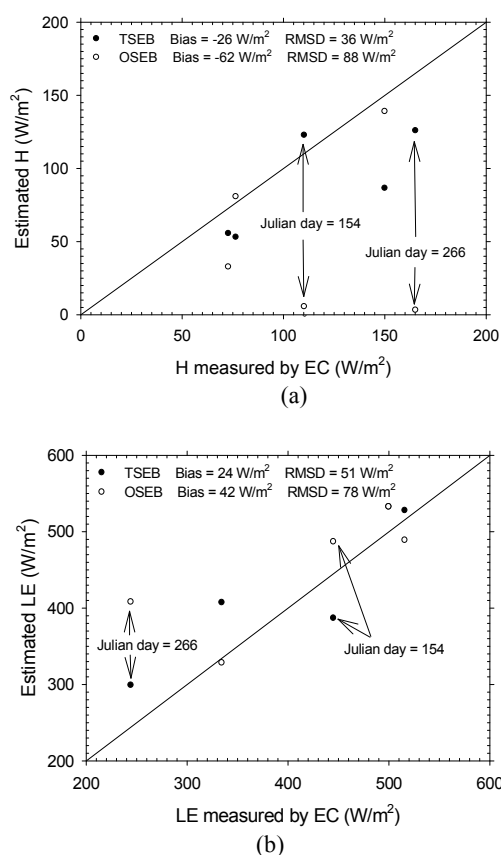 200
TSEB Bias = -26 W/m² RMSD = 36 W/m²
OSEB Bias = -62 W/m² RMSD = 88 W/m²
150
100
50
0
Estimated H (W/m²)
Julian day = 154
Julian day = 266
0 50 100 150 200
H measured by EC (W/m²)
(a)
600
TSEB Bias = 24 W/m² RMSD = 51 W/m²
OSEB Bias = 42 W/m² RMSD = 78 W/m²
500
400
300
200
Estimated LE (W/m²)
Julian day = 266
Julian day = 154
200 300 400 500 600
LE measured by EC (W/m²)
(b)